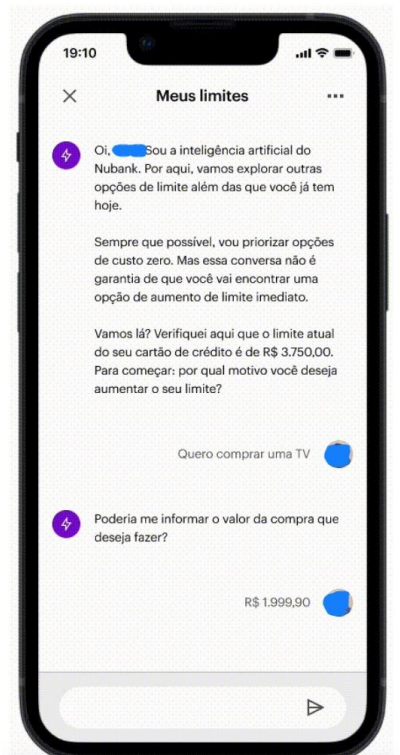 19:10
Meus limites
Oi, Sou a inteligência artificial do
Nubank. Por aqui, vamos explorar outras
opções de limite além das que você já tem
hoje.
Sempre que possível, vou priorizar opções
de custo zero. Mas essa conversa não é
garantia de que você vai encontrar uma
opção de aumento de limite imediato.
Vamos lá? Verifiquei aqui que o limite atual
do seu cartão de crédito é de R$ 3.750,00.
Para começar: por qual motivo você deseja
aumentar o seu limite?
Quero comprar uma TV
Poderia me informar o valor da compra que
deseja fazer?
R$ 1.999,90